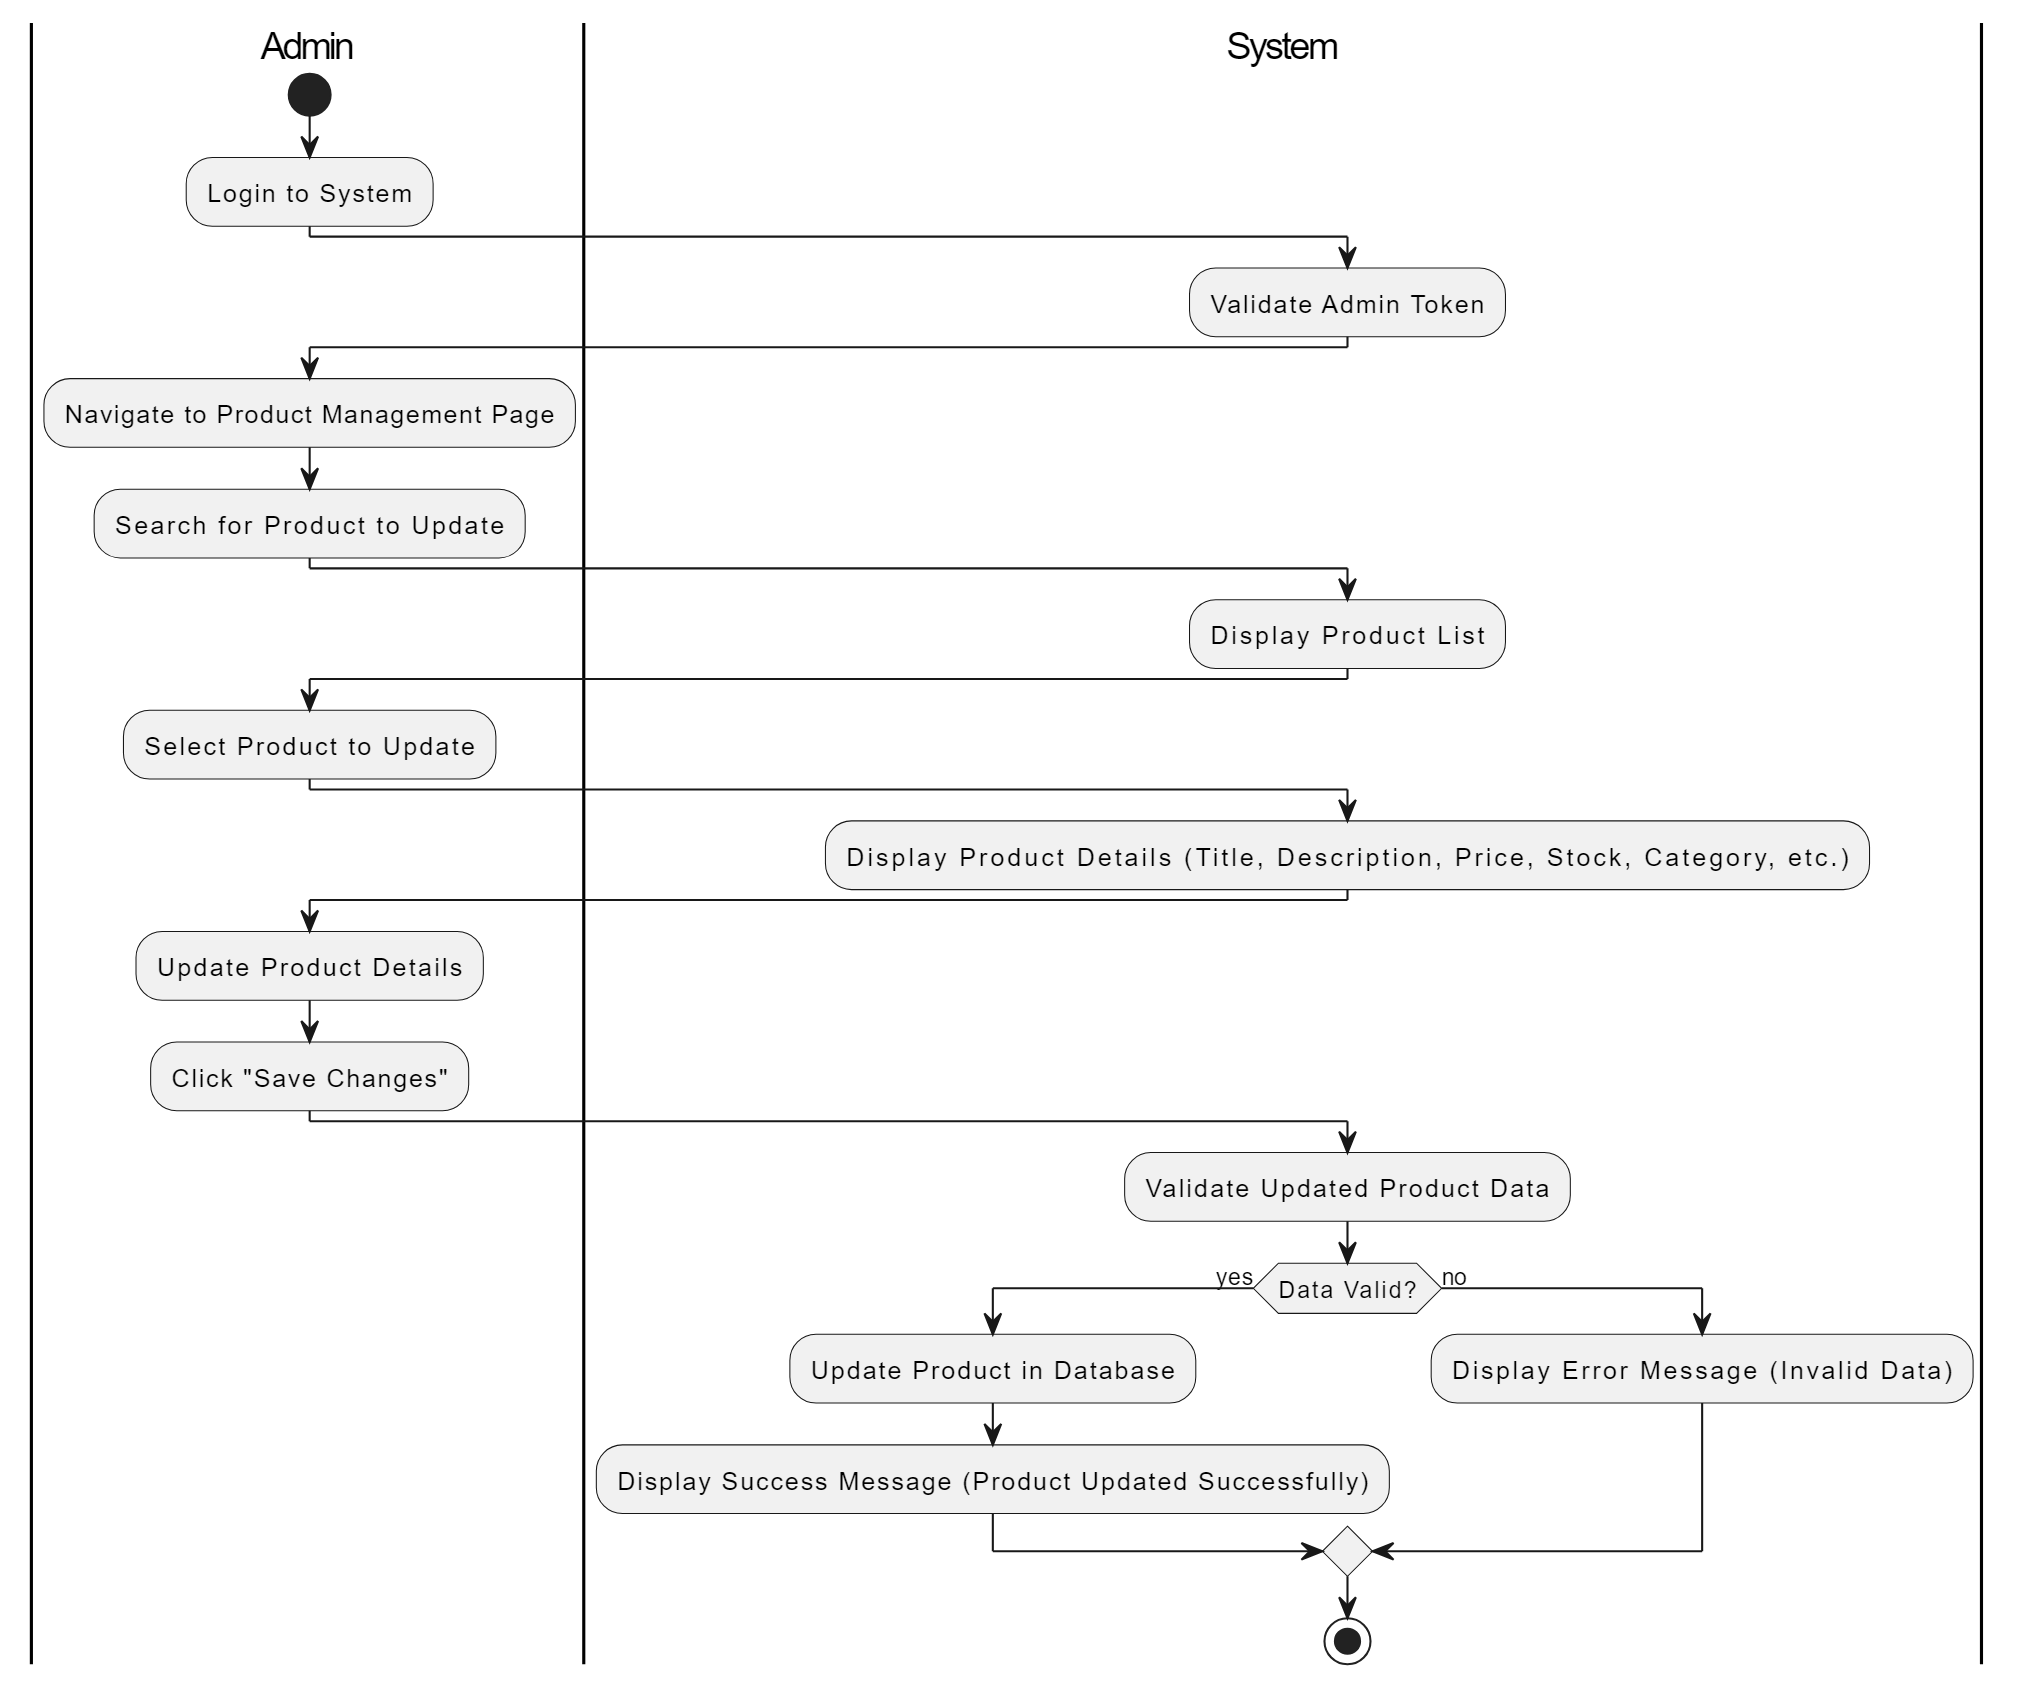 Admin
System
Login to System
Validate Admin Token
Navigate to Product Management Page
Search for Product to Update
Display Product List
Select Product to Update
Display Product Details (Title, Description, Price, Stock, Category, etc.)
Update Product Details
Click "Save Changes"
Validate Updated Product Data
yes
Data Valid?
no
Update Product in Database
Display Error Message (Invalid Data)
Display Success Message (Product Updated Successfully)